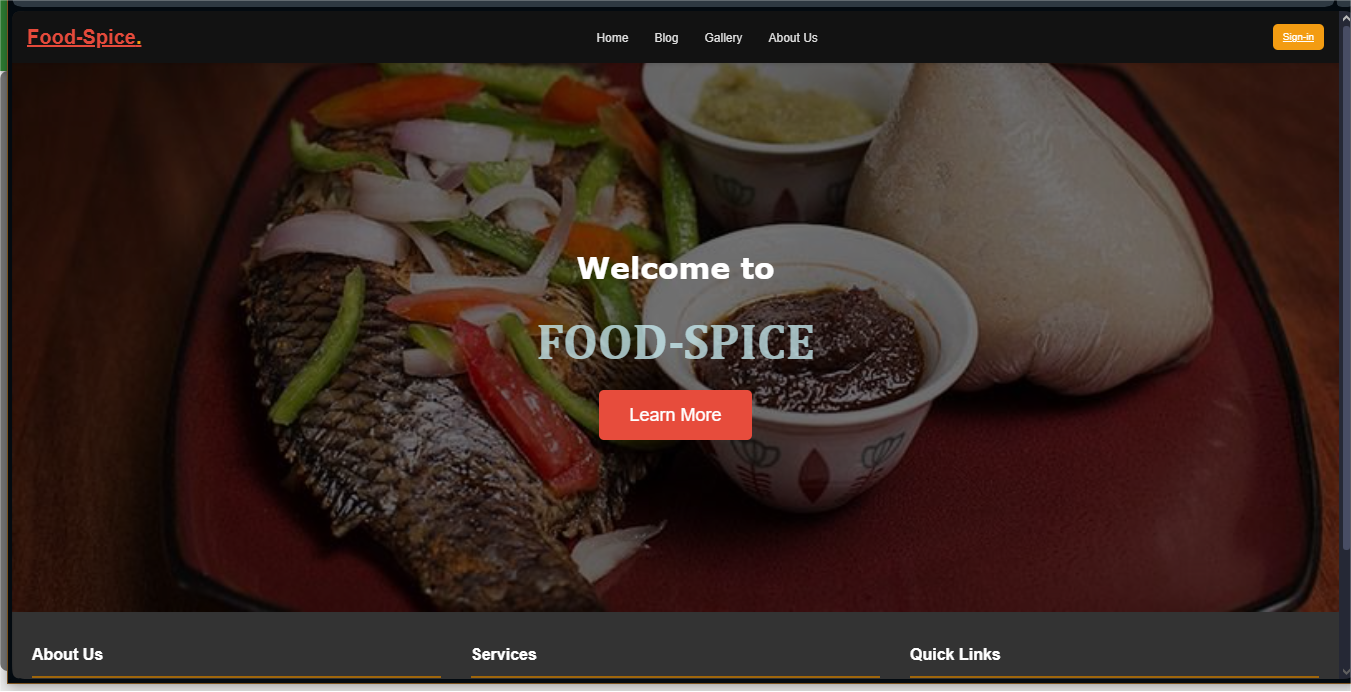 Food-Spice.
Home Blog Gallery About Us
Sign-in
Welcome to
FOOD-SPICE
Learn More
About Us
Services
Quick Links